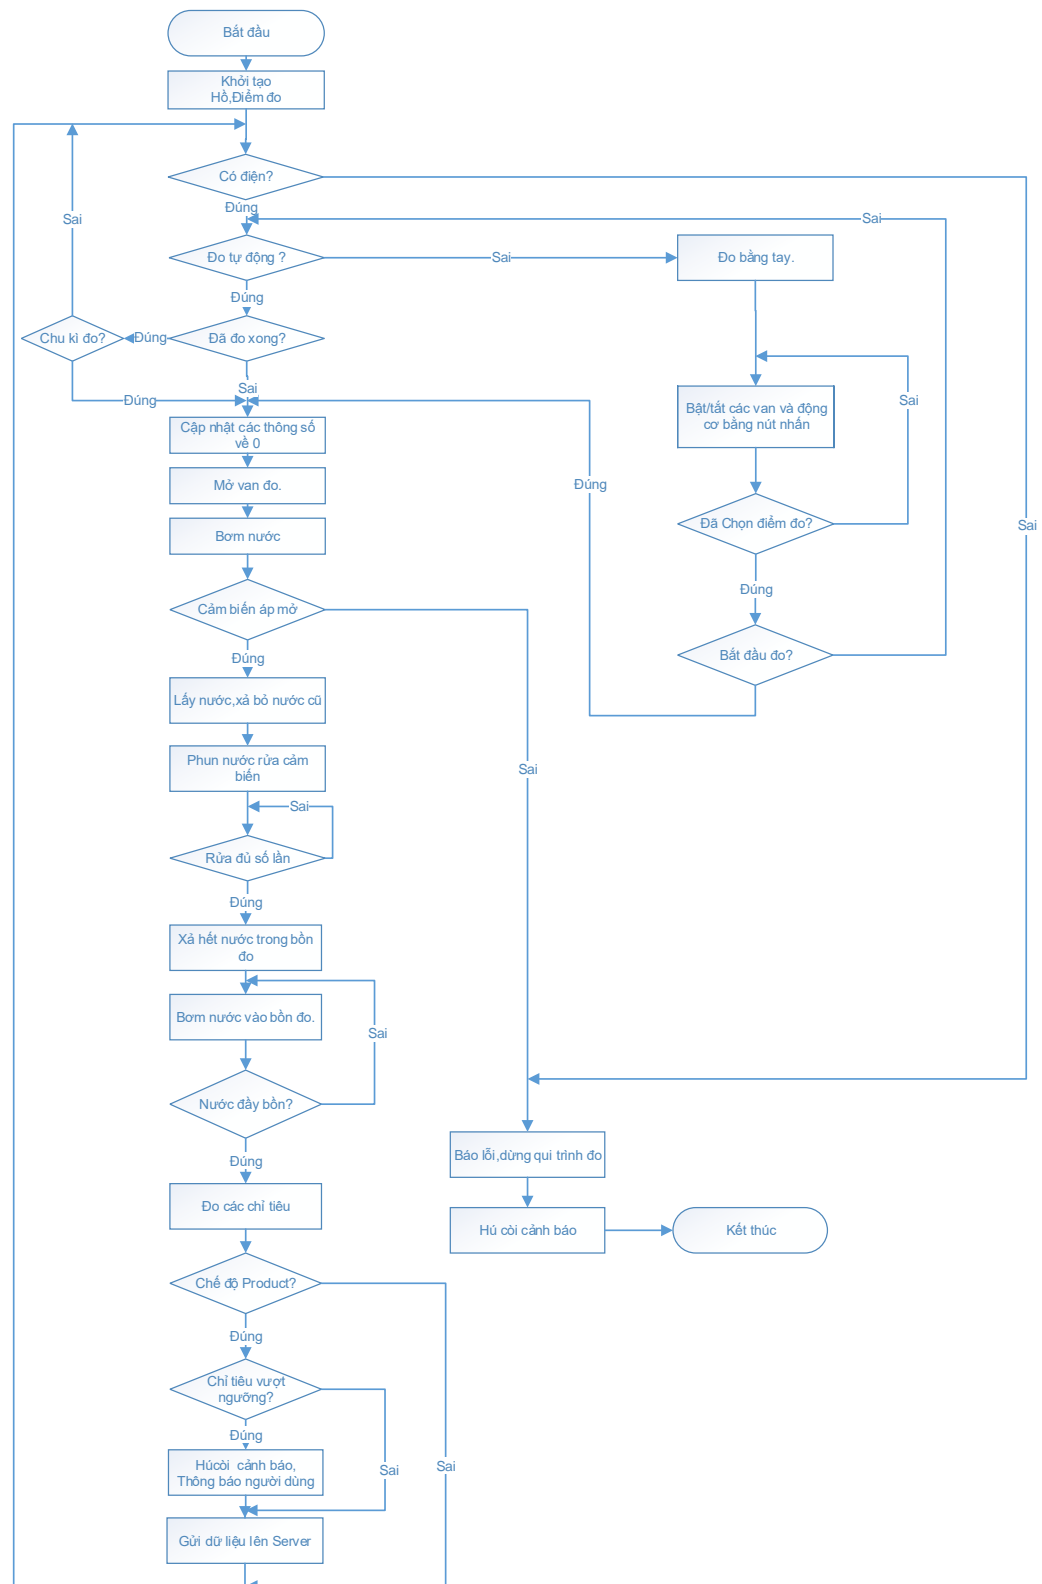 Bắt đầu
Khởi tạo
Hồ,Điểm đo
Có điện?
Đúng
Sai
Sai
Đo tự động ?
Sai
Đo bằng tay.
Đúng
Chu kì đo?
Đúng
Đã đo xong?
Sai
Đúng
Sai
Bật/tắt các van và động
cơ bằng nút nhấn
Cập nhật các thông số
về 0
Mở van đo.
Đúng
Đã Chọn điểm đo?
Sai
Bơm nước
Đúng
Cảm biến áp mở
Đúng
Bắt đầu đo?
Lấy nước,xả bỏ nước cũ
Phun nước rửa cảm
biến
Sai
Sai
Rửa đủ số lần
Đúng
Xả hết nước trong bồn
đo
Bơm nước vào bồn đo.
Sai
Nước đầy bồn?
Đúng
Báo lỗi,dừng qui trình đo
Đo các chỉ tiêu
Hú còi cảnh báo
Kết thúc
Chế độ Product?
Đúng
Chỉ tiêu vượt
ngưỡng?
Đúng
Sai
Sai
Húcòi cảnh báo,
Thông báo người dùng
Gửi dữ liệu lên Server